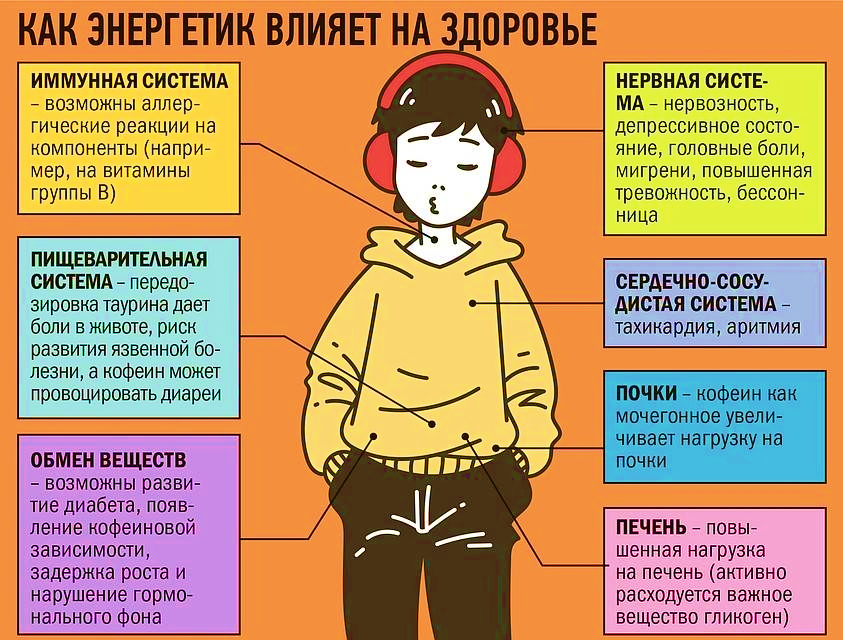 КАК ЭНЕРГЕТИК ВЛИЯЕТ НА ЗДОРОВЬЕ
ИММУННАЯ СИСТЕМА
– возможны аллер-
гические реакции на
компоненты (напри-
мер, на витамины
группы В)
ПИЩЕВАРИТЕЛЬНАЯ
СИСТЕМА – передо-
зировка таурина дает
боли в животе, риск
развития язвенной бо-
лезни, а кофеин может
провоцировать диареи
ОБМЕН ВЕЩЕСТВ
– возможны разви-
тие диабета, появ-
ление кофеиновой
зависимости,
задержка роста и
нарушение гормо-
нального фона
НЕРВНАЯ СИСТЕ-
МА – нервозность,
депрессивное состо-
яние, головные боли,
мигрени, повышенная
тревожность, бессон-
ница
СЕРДЕЧНО-СОСУ-
ДИСТАЯ СИСТЕМА –
тахикардия, аритмия
ПОЧКИ – кофеин как
мочегонное увели-
чивает нагрузку на
почки
ПЕЧЕНЬ – повы-
шенная нагрузка
на печень (активно
расходуется важное
вещество гликоген)